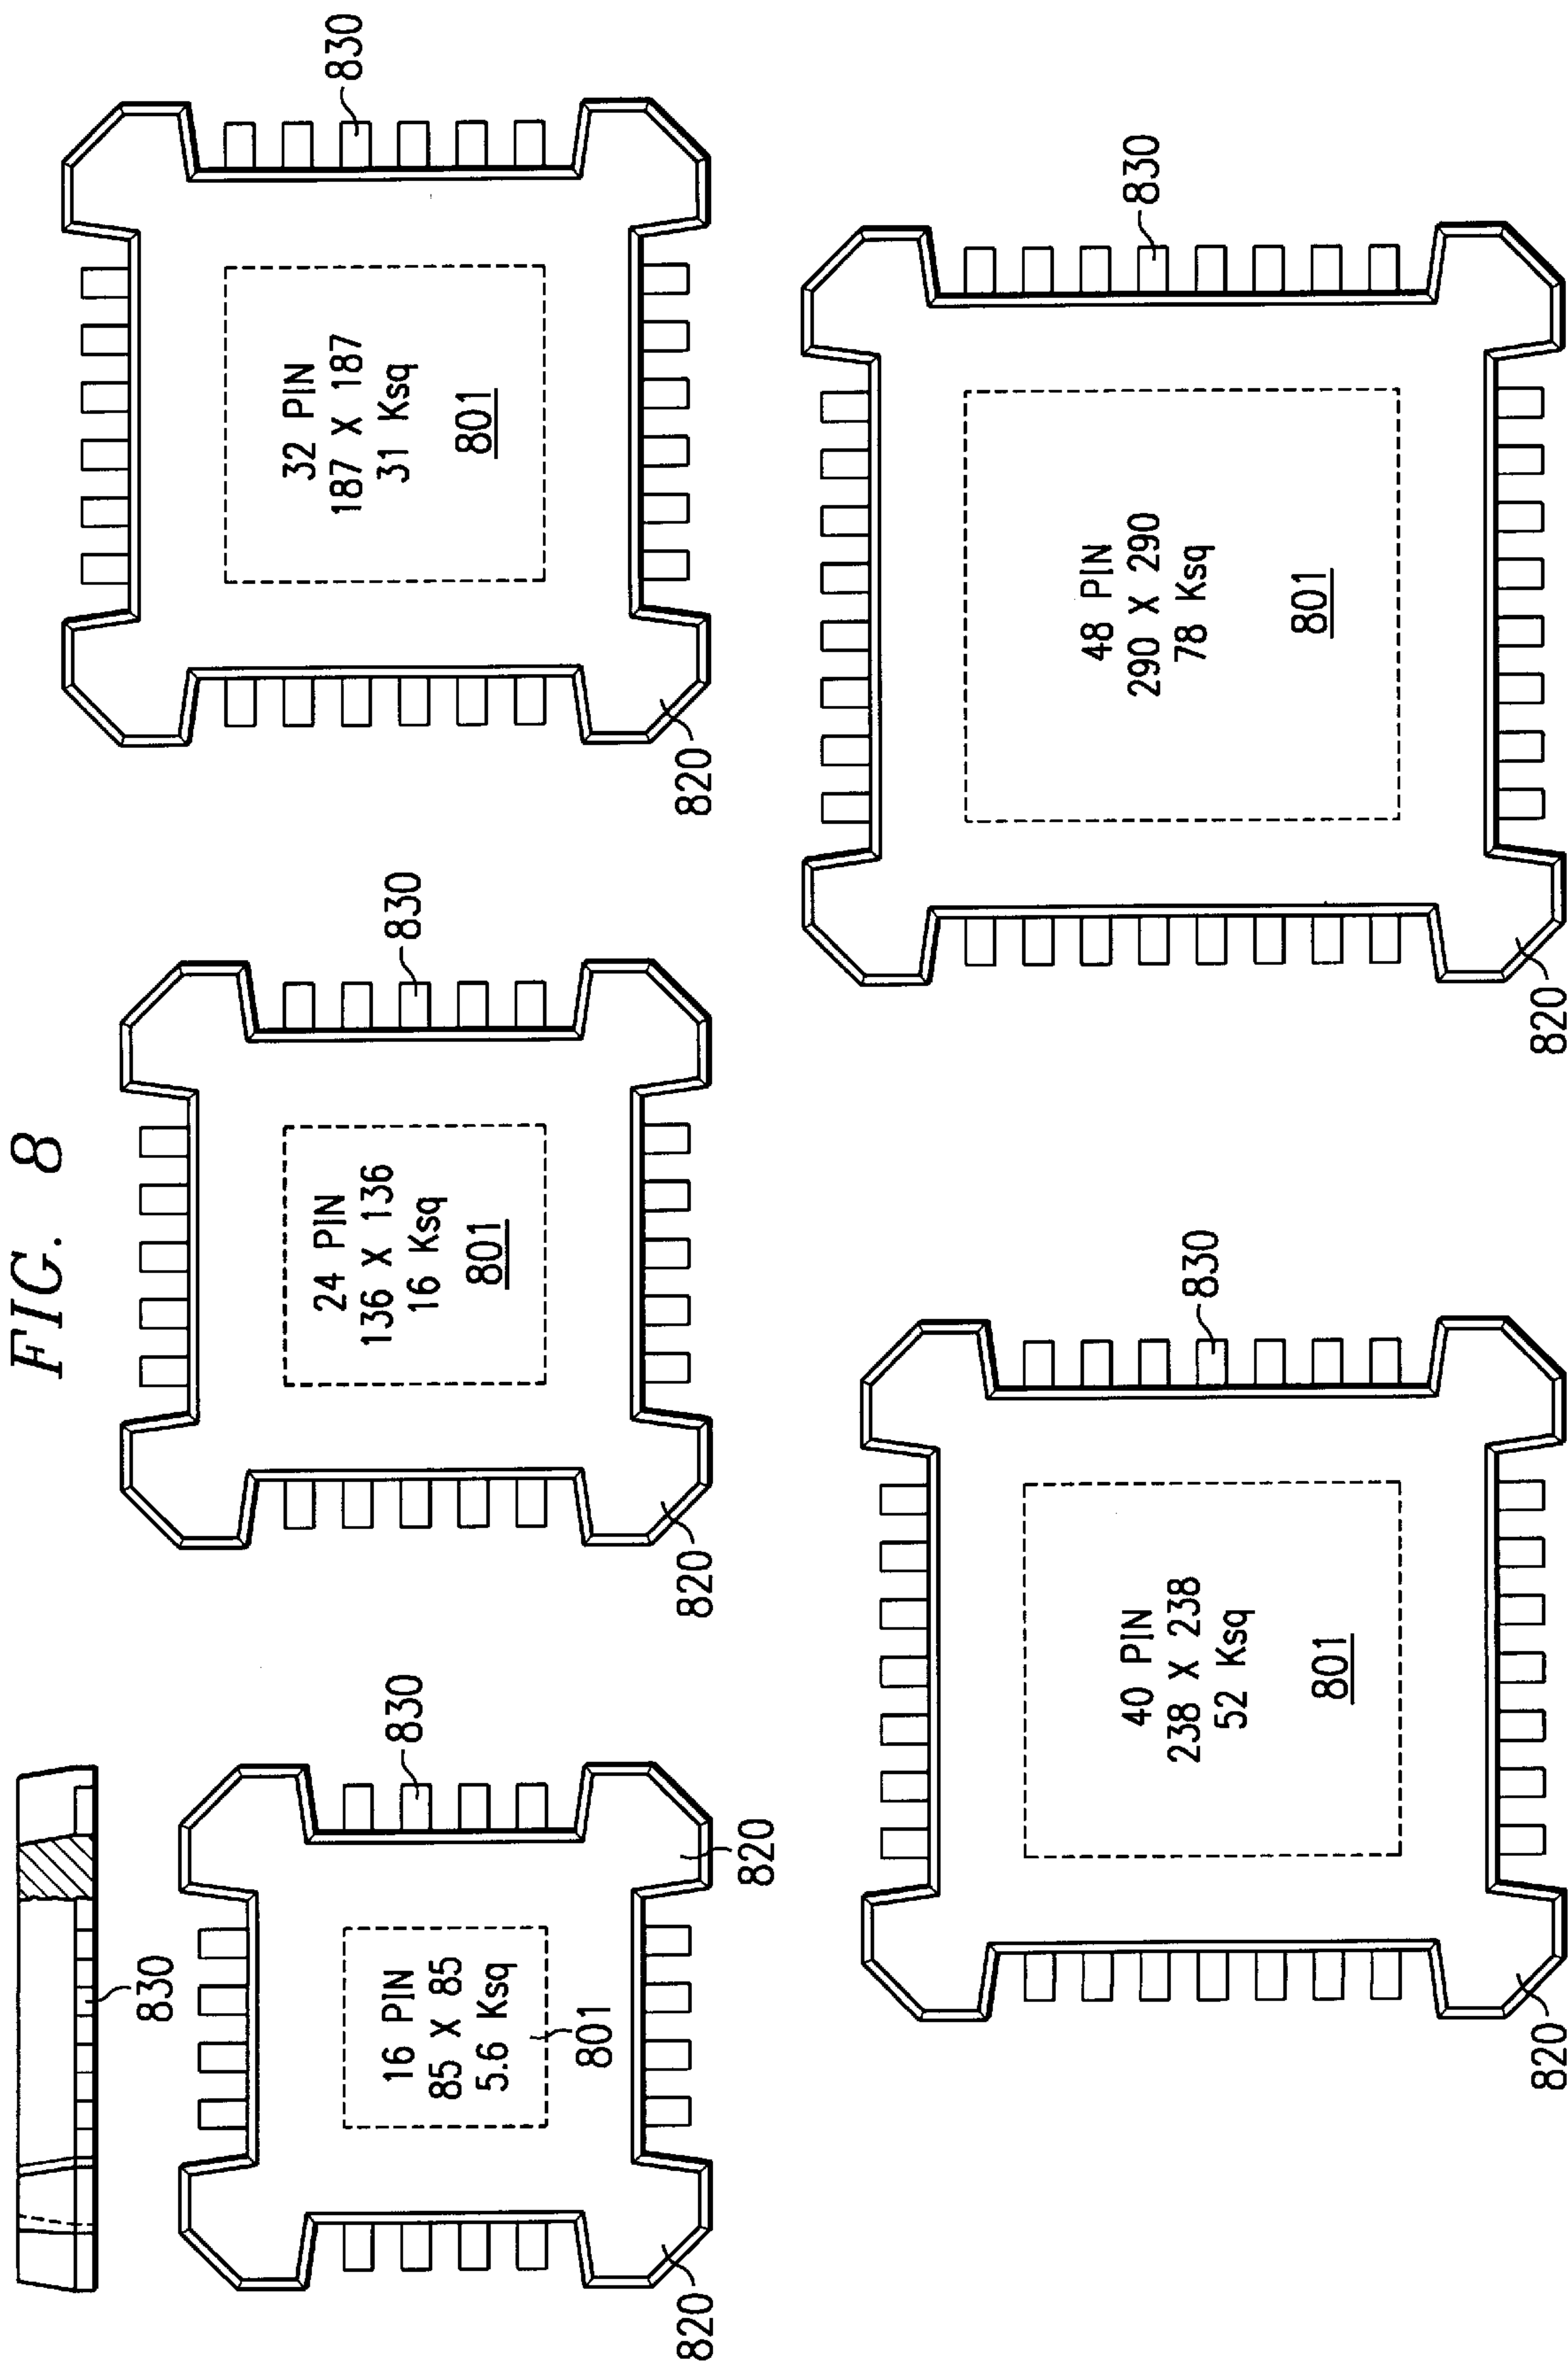 FIG. 8
830
16 PIN
85 X 85
5.6 Ksq
801
830
820
820
24 PIN
136 X 136
16 Ksq
801
830
820
32 PIN
187 X 187
31 Ksq
801
830
820
40 PIN
238 X 238
52 Ksq
801
830
820
48 PIN
290 X 290
78 Ksq
801
830
820